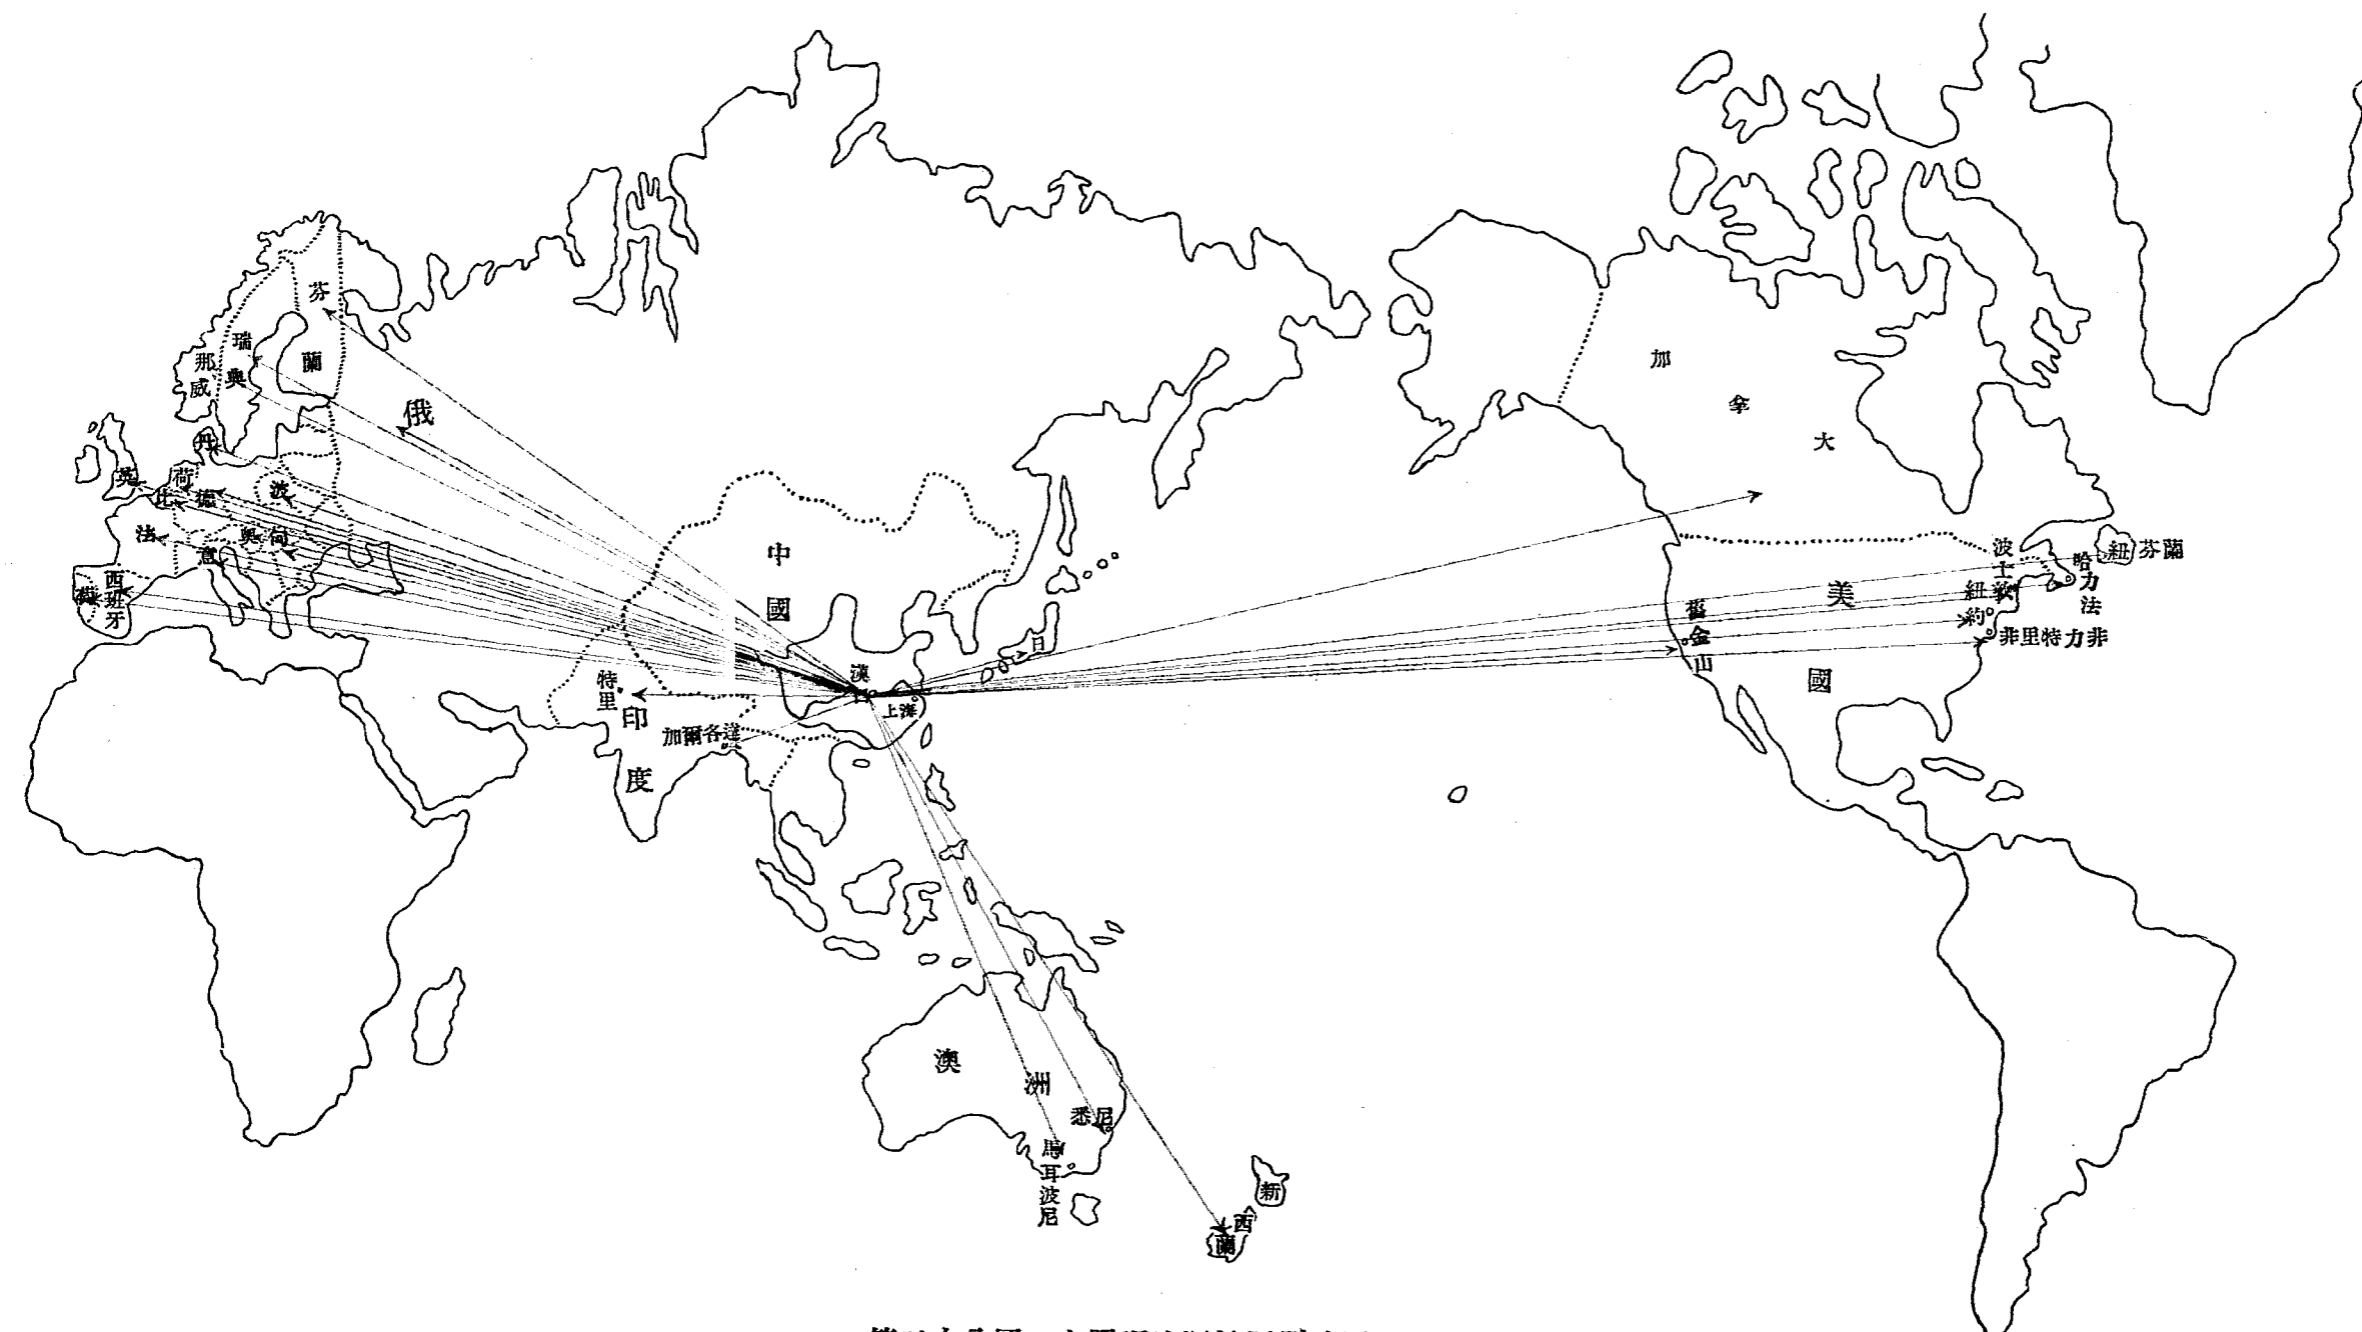 芬蘭
瑞典
那威
俄
丹
英
荷
比
德
波
法
奧
匈
意
西班牙
葡
中國
漢口
上海
日
特里
印度
加爾各達
澳洲
悉尼
馬耳波尼
新西蘭
加拿大
美國
舊金山
波士敦
紐約
哈力法
紐芬蘭
非里特力非